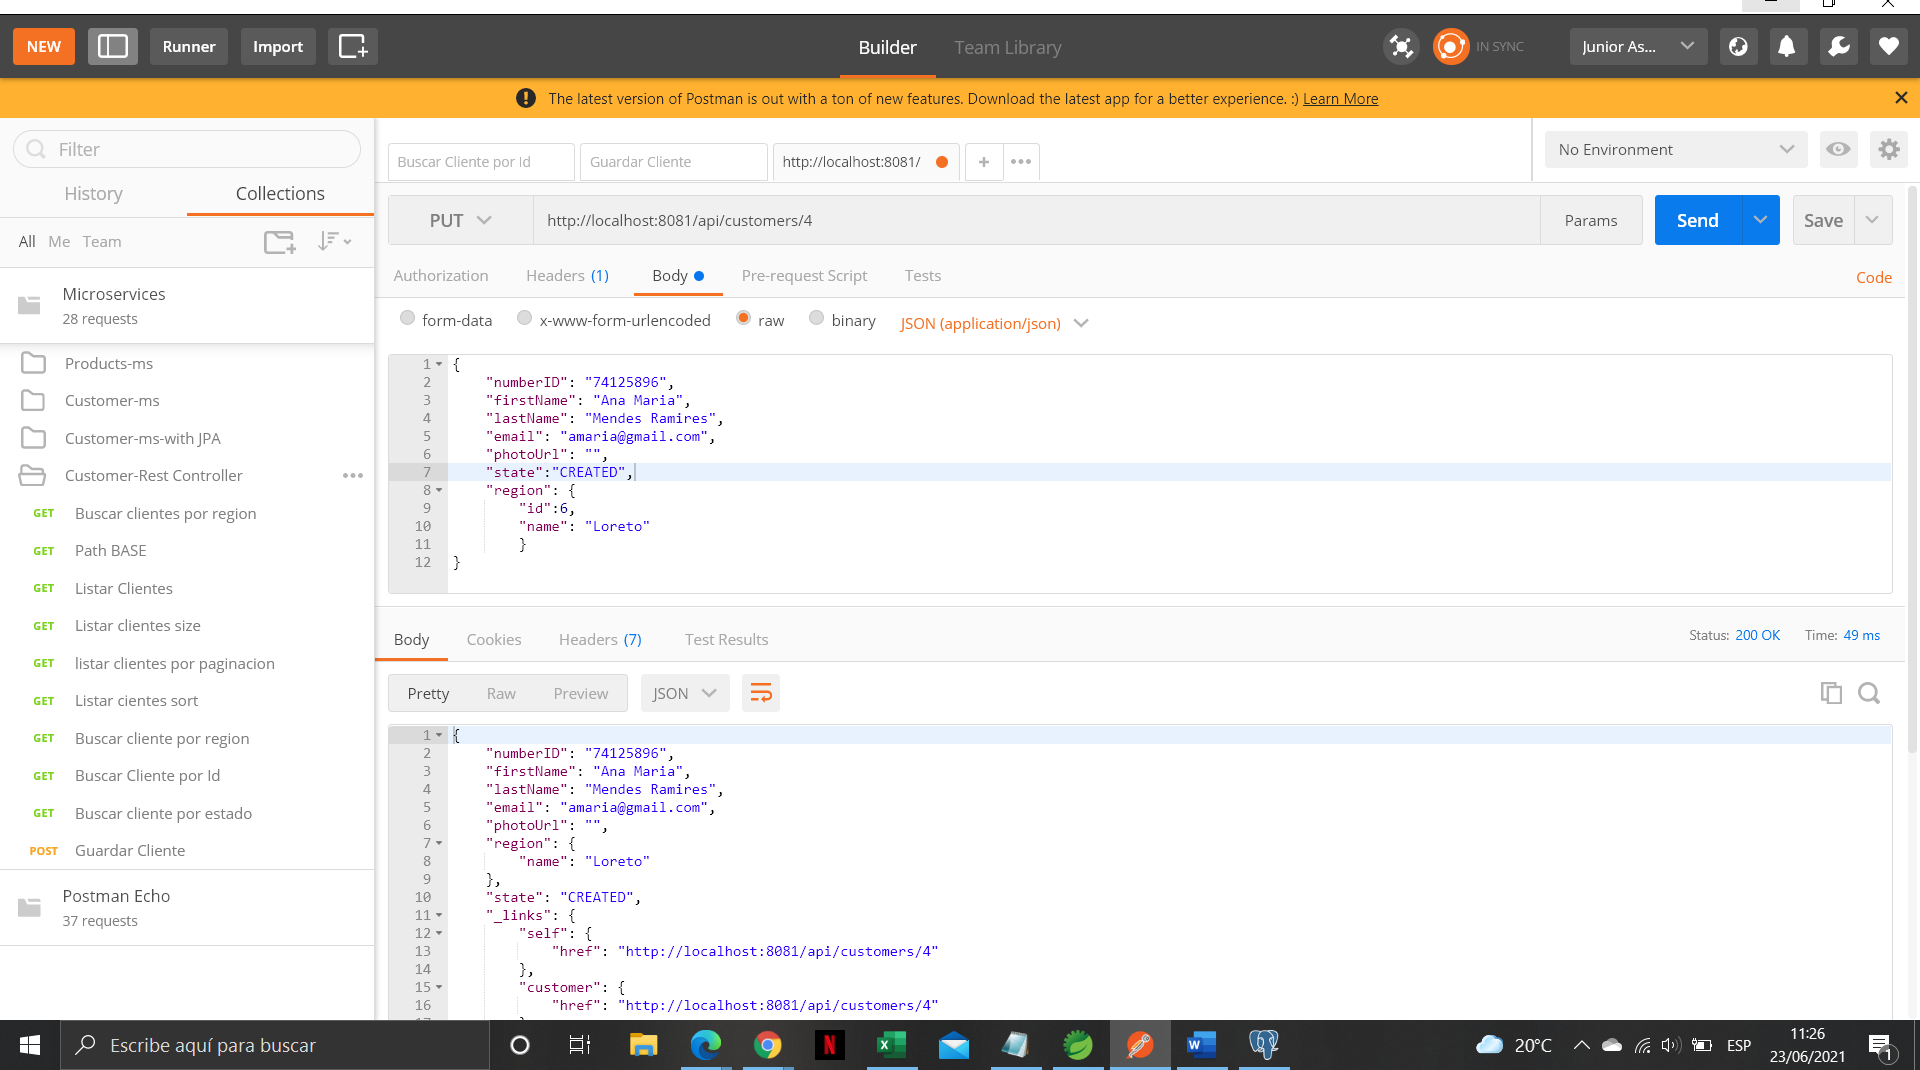 NEW
Runner
Import
Builder
Team Library
IN SYNC
Junior As...
The latest version of Postman is out with a ton of new features. Download the latest app for a better experience. :) Learn More
Filter
History
Collections
All Me Team
Microservices
28 requests
Products-ms
Customer-ms
Customer-ms-with JPA
Customer-Rest Controller
GET Buscar clientes por region
GET Path BASE
GET Listar Clientes
GET Listar clientes size
GET listar clientes por paginacion
GET Listar cientes sort
GET Buscar cliente por region
GET Buscar Cliente por Id
GET Buscar cliente por estado
POST Guardar Cliente
Postman Echo
37 requests
Buscar Cliente por Id
Guardar Cliente
http://localhost:8081/
No Environment
PUT
http://localhost:8081/api/customers/4
Params
Send
Save
Authorization
Headers (1)
Body
Pre-request Script
Tests
Code
form-data
x-www-form-urlencoded
raw
binary
JSON (application/json)
1 {
2 "numberID": "74125896",
3 "firstName": "Ana Maria",
4 "lastName": "Mendes Ramires",
5 "email": "amaria@gmail.com",
6 "photoUrl": "",
7 "state":"CREATED",
8 "region": {
9 "id":6,
10 "name": "Loreto"
11 }
12 }
Body
Cookies
Headers (7)
Test Results
Status: 200 OK
Time: 49 ms
Pretty
Raw
Preview
JSON
1 {
2 "numberID": "74125896",
3 "firstName": "Ana Maria",
4 "lastName": "Mendes Ramires",
5 "email": "amaria@gmail.com",
6 "photoUrl": "",
7 "region": {
8 "name": "Loreto"
9 },
10 "state": "CREATED",
11 "_links": {
12 "self": {
13 "href": "http://localhost:8081/api/customers/4"
14 },
15 "customer": {
16 "href": "http://localhost:8081/api/customers/4"
Escribe aquí para buscar
20°C
ESP
11:26
23/06/2021
1